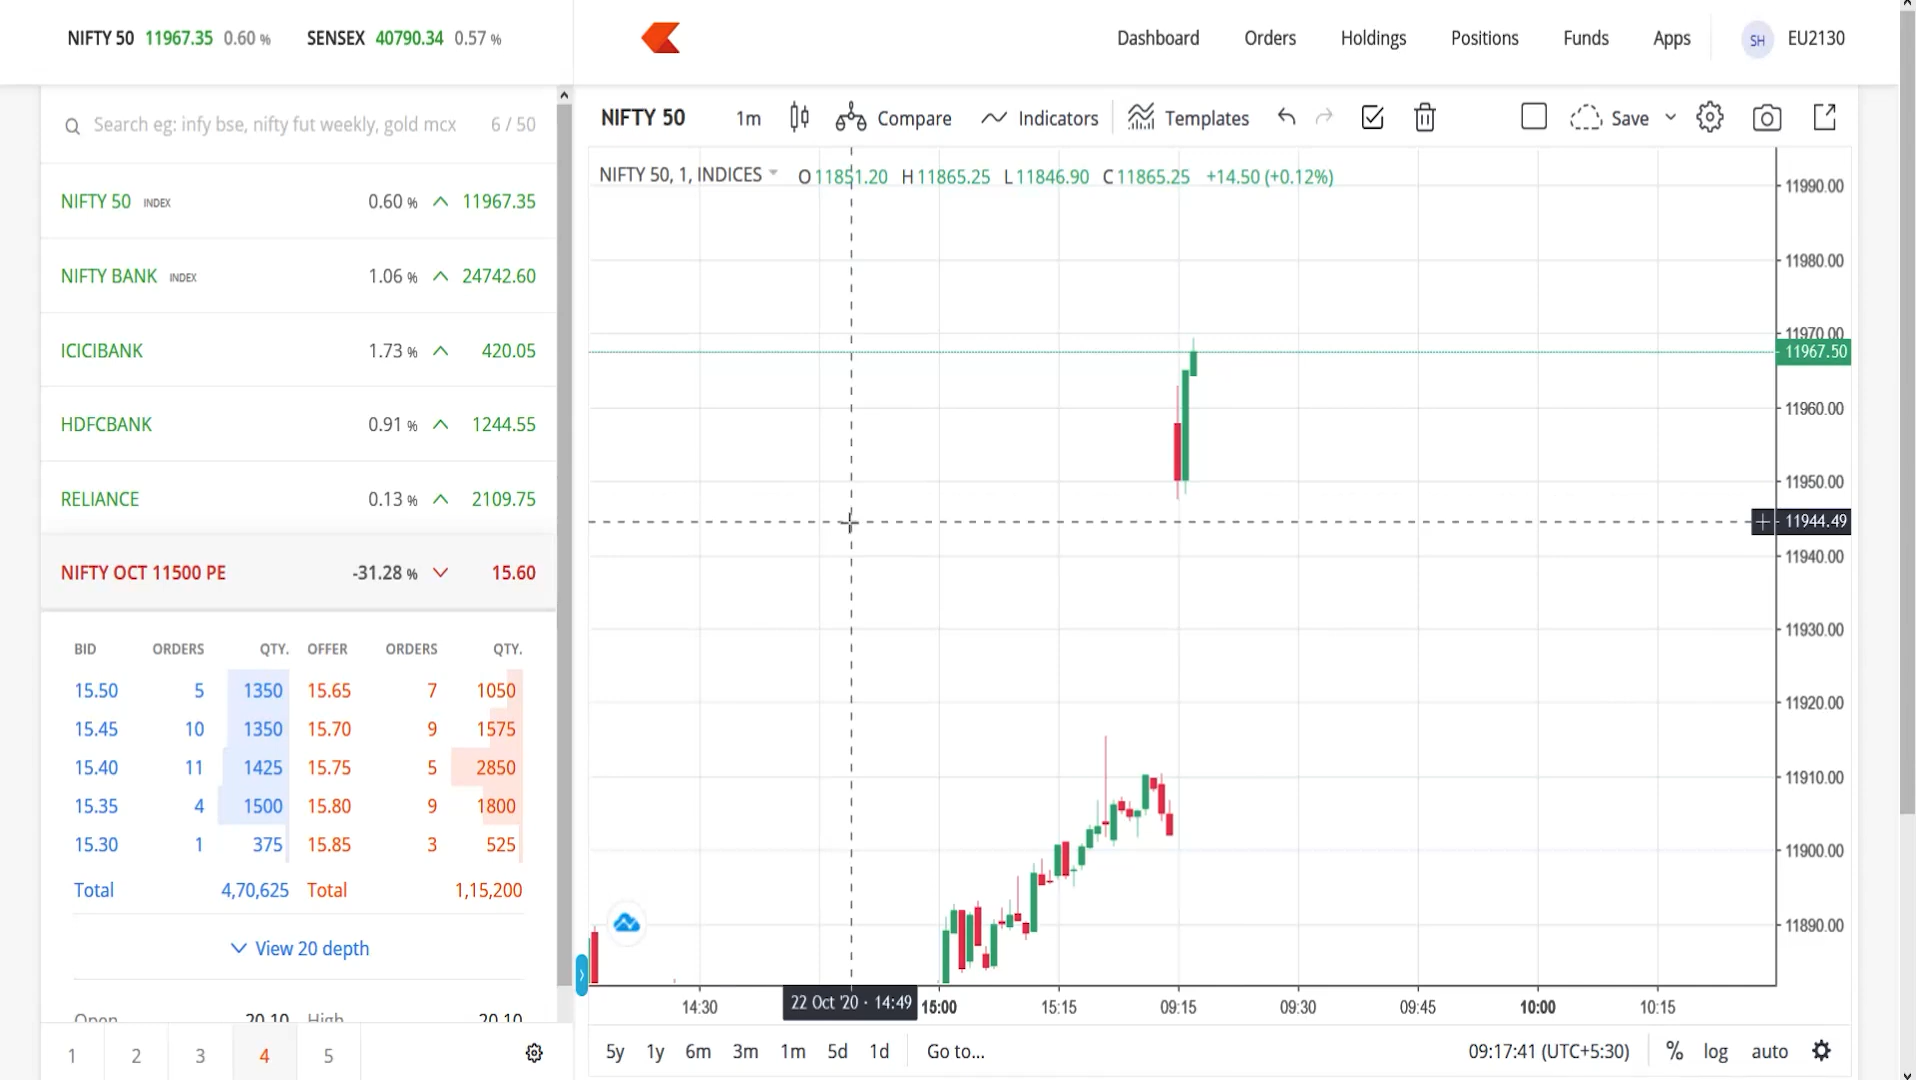 NIFTY 50 11967.35 0.60 % SENSEX 40790.34 0.57 %
Dashboard Orders Holdings Positions Funds Apps SH EU2130
Search eg: infy bse, nifty fut weekly, gold mcx 6 / 50
NIFTY 50 INDEX 0.60 % 11967.35
NIFTY BANK INDEX 1.06 % 24742.60
ICICIBANK 1.73 % 420.05
HDFCBANK 0.91 % 1244.55
RELIANCE 0.13 % 2109.75
NIFTY OCT 11500 PE -31.28 % 15.60
BID ORDERS QTY. OFFER ORDERS QTY.
15.50 5 1350 15.65 7 1050
15.45 10 1350 15.70 9 1575
15.40 11 1425 15.75 5 2850
15.35 4 1500 15.80 9 1800
15.30 1 375 15.85 3 525
Total 4,70,625 Total 1,15,200
View 20 depth
Open 20.10 High 20.10
1 2 3 4 5
NIFTY 50 1m Compare Indicators Templates Save
NIFTY 50, 1, INDICES O 11851.20 H 11865.25 L 11846.90 C 11865.25 +14.50 (+0.12%)
11990.00
11980.00
11970.00
11967.50
11960.00
11950.00
11944.49
11940.00
11930.00
11920.00
11910.00
11900.00
11890.00
14:30 22 Oct '20 · 14:49 15:00 15:15 09:15 09:30 09:45 10:00 10:15
5y 1y 6m 3m 1m 5d 1d Go to... 09:17:41 (UTC+5:30) % log auto